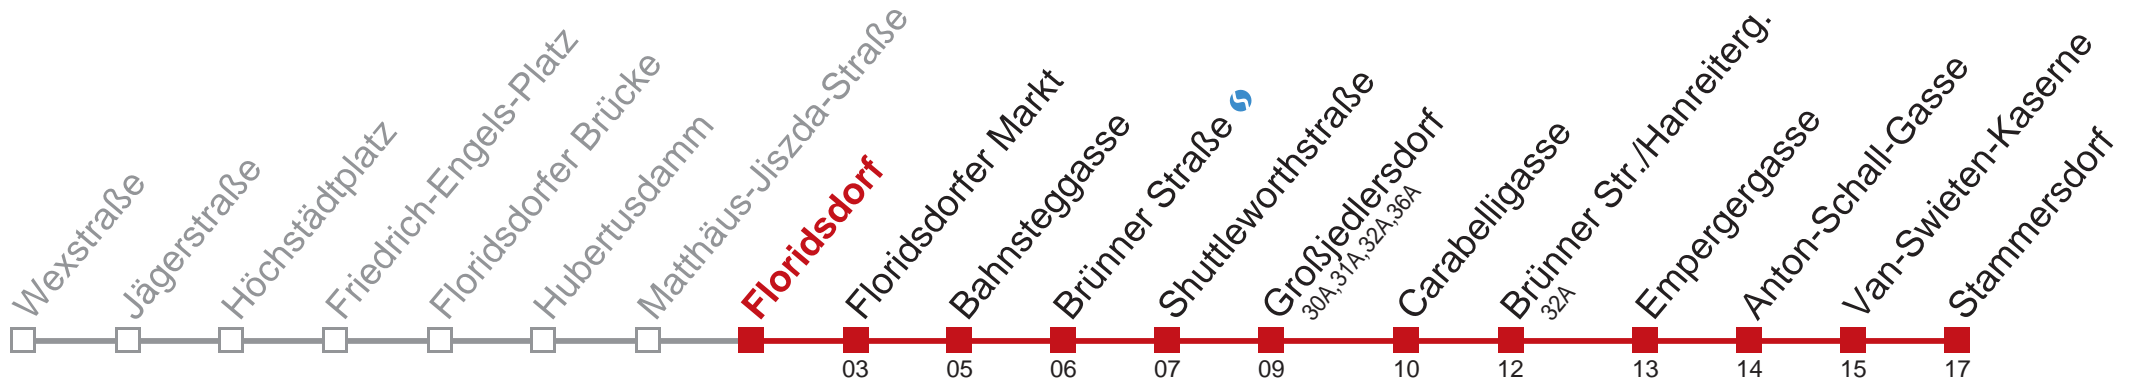 Wexstraße
Jägerstraße
Höchstädtplatz
Friedrich-Engels-Platz
Floridsdorfer Brücke
Hubertusdamm
Matthäus-Jiszda-Straße
Floridsdorf
Floridsdorfer Markt
Bahnsteggasse
Brünner Straße
Shuttleworthstraße
Großjedlersdorf
30A,31A,32A,36A
Carabelligasse
Brünner Str./Hanreiterg.
32A
Empergergasse
Anton-Schall-Gasse
Van-Swieten-Kaserne
Stammersdorf
03 05 06 07 09 10 12 13 14 15 17